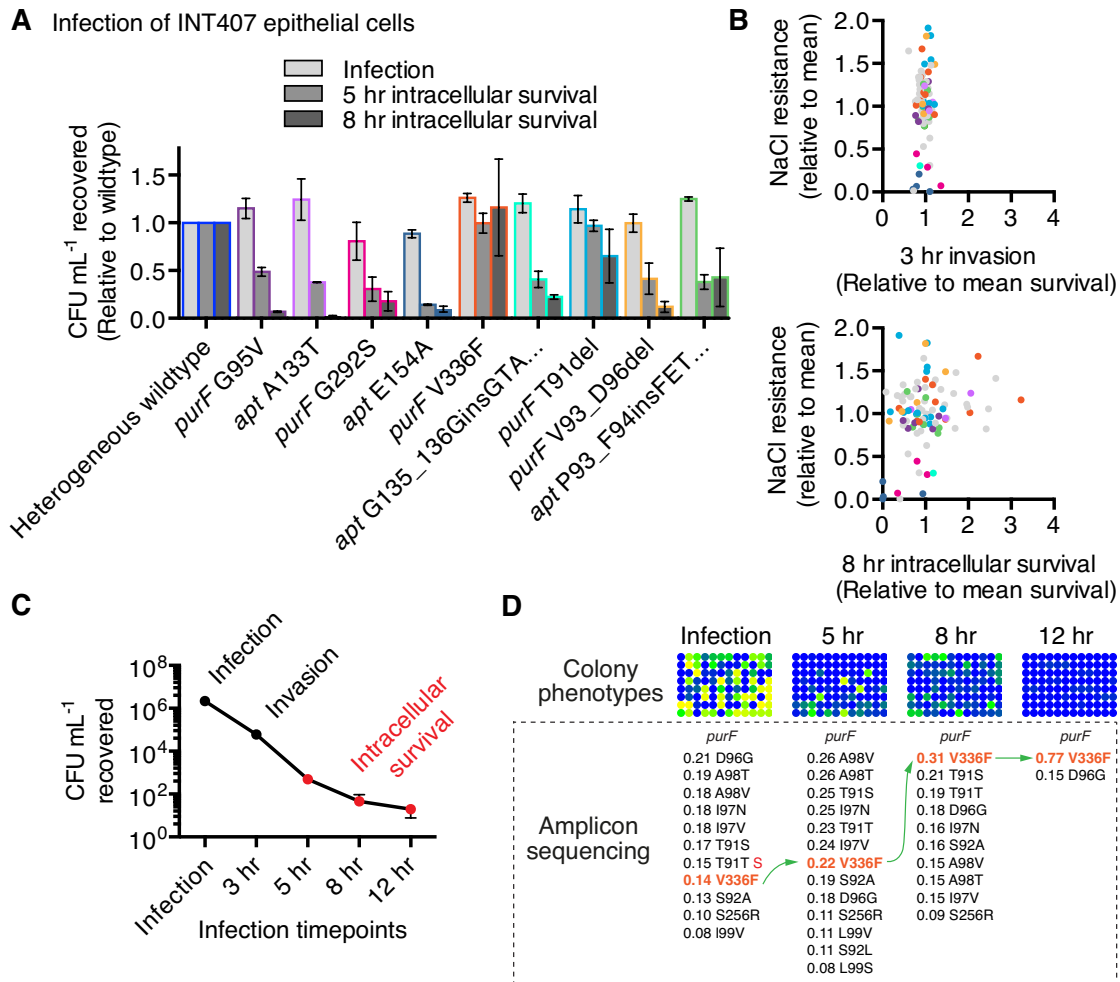 A Infection of INT407 epithelial cells
Infection
5 hr intracellular survival
8 hr intracellular survival
CFU mL⁻¹ recovered
(Relative to wildtype)
1.5
1.0
0.5
0.0
Heterogeneous wildtype
purF G95V
apt A133T
purF G292S
apt E154A
purF V336F
apt G135_136GinsGTA...
purF T91del
purF V93_D96del
apt P93_F94insFET...
B
NaCl resistance
(relative to mean)
2.0
1.5
1.0
0.5
0.0
0 1 2 3 4
3 hr invasion
(Relative to mean survival)
NaCl resistance
(relative to mean)
2.0
1.5
1.0
0.5
0.0
0 1 2 3 4
8 hr intracellular survival
(Relative to mean survival)
C
CFU mL⁻¹
recovered
10⁸
10⁶
10⁴
10²
10⁰
Infection
Invasion
Intracellular
survival
Infection
3 hr
5 hr
8 hr
12 hr
Infection timepoints
D
Infection 5 hr 8 hr 12 hr
Colony
phenotypes
Amplicon
sequencing
purF
0.21 D96G
0.19 A98T
0.18 A98V
0.18 I97N
0.18 I97V
0.17 T91S
0.15 T91T S
0.14 V336F
0.13 S92A
0.10 S256R
0.08 I99V
purF
0.26 A98V
0.26 A98T
0.25 T91S
0.25 I97N
0.23 T91T
0.24 I97V
0.22 V336F
0.19 S92A
0.18 D96G
0.11 S256R
0.11 L99V
0.11 S92L
0.08 L99S
purF
0.31 V336F
0.21 T91S
0.19 T91T
0.18 D96G
0.16 I97N
0.16 S92A
0.15 A98V
0.15 A98T
0.15 I97V
0.09 S256R
purF
0.77 V336F
0.15 D96G